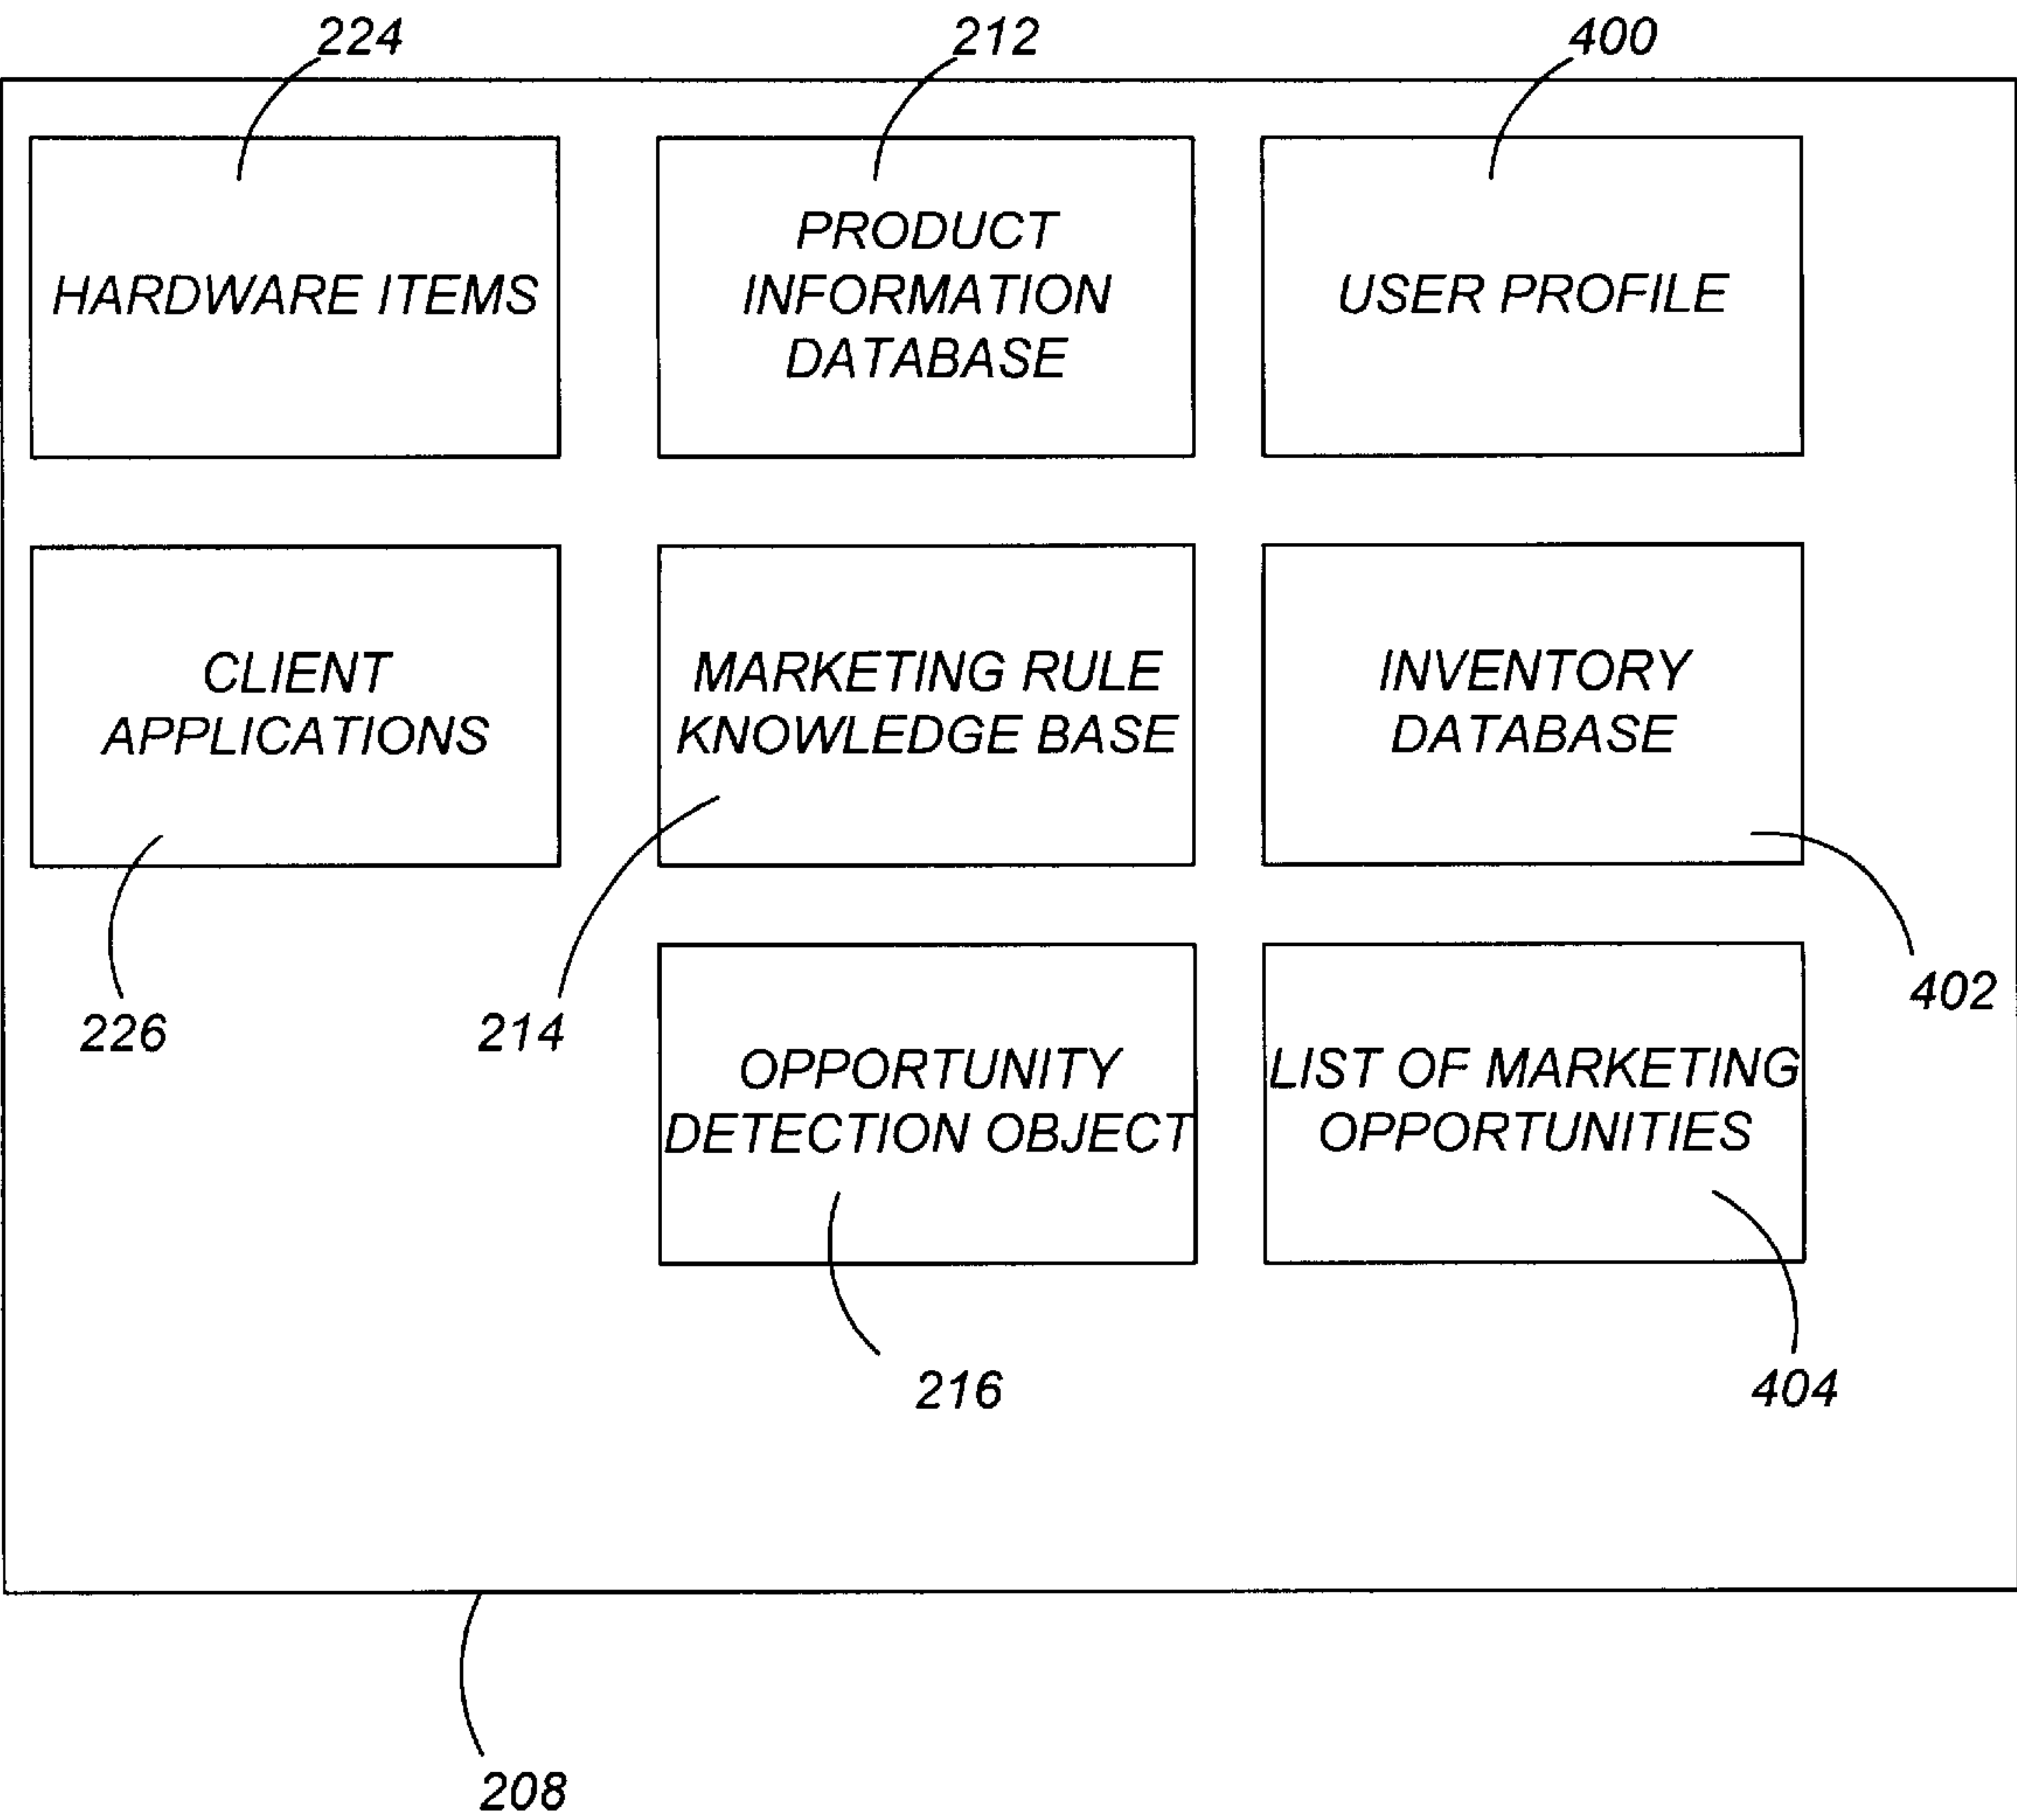 224
212
400
HARDWARE ITEMS
PRODUCT
INFORMATION
DATABASE
USER PROFILE
CLIENT
APPLICATIONS
MARKETING RULE
KNOWLEDGE BASE
INVENTORY
DATABASE
226
214
402
OPPORTUNITY
DETECTION OBJECT
LIST OF MARKETING
OPPORTUNITIES
216
404
208